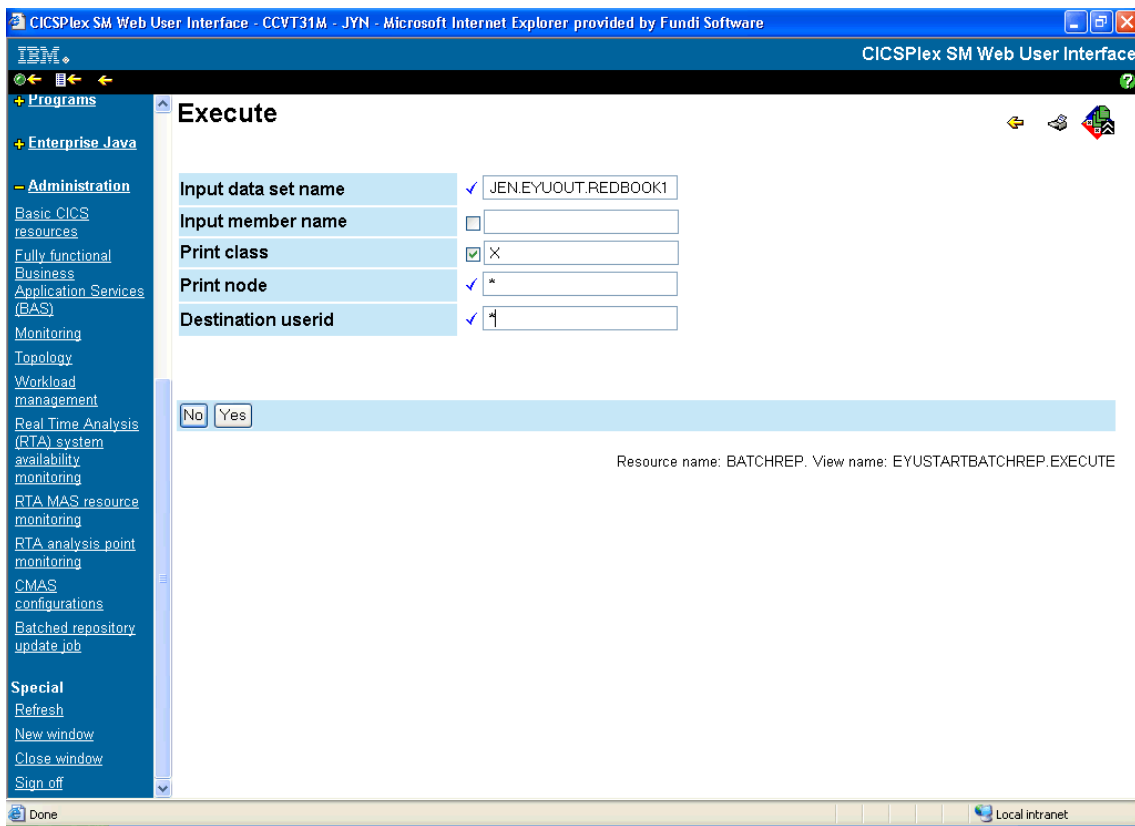 CICSPlex SM Web User Interface - CCVT31M - JYN - Microsoft Internet Explorer provided by Fundi Software
IBM.
CICSPlex SM Web User Interface
Programs
Enterprise Java
Administration
Basic CICS
resources
Fully functional
Business
Application Services
(BAS)
Monitoring
Topology
Workload
management
Real Time Analysis
(RTA) system
availability
monitoring
RTA MAS resource
monitoring
RTA analysis point
monitoring
CMAS
configurations
Batched repository
update job
Special
Refresh
New window
Close window
Sign off
Execute
Input data set name JEN.EYUOUT.REDBOOK1
Input member name
Print class X
Print node *
Destination userid *
No Yes
Resource name: BATCHREP. View name: EYUSTARTBATCHREP.EXECUTE
Done
Local intranet